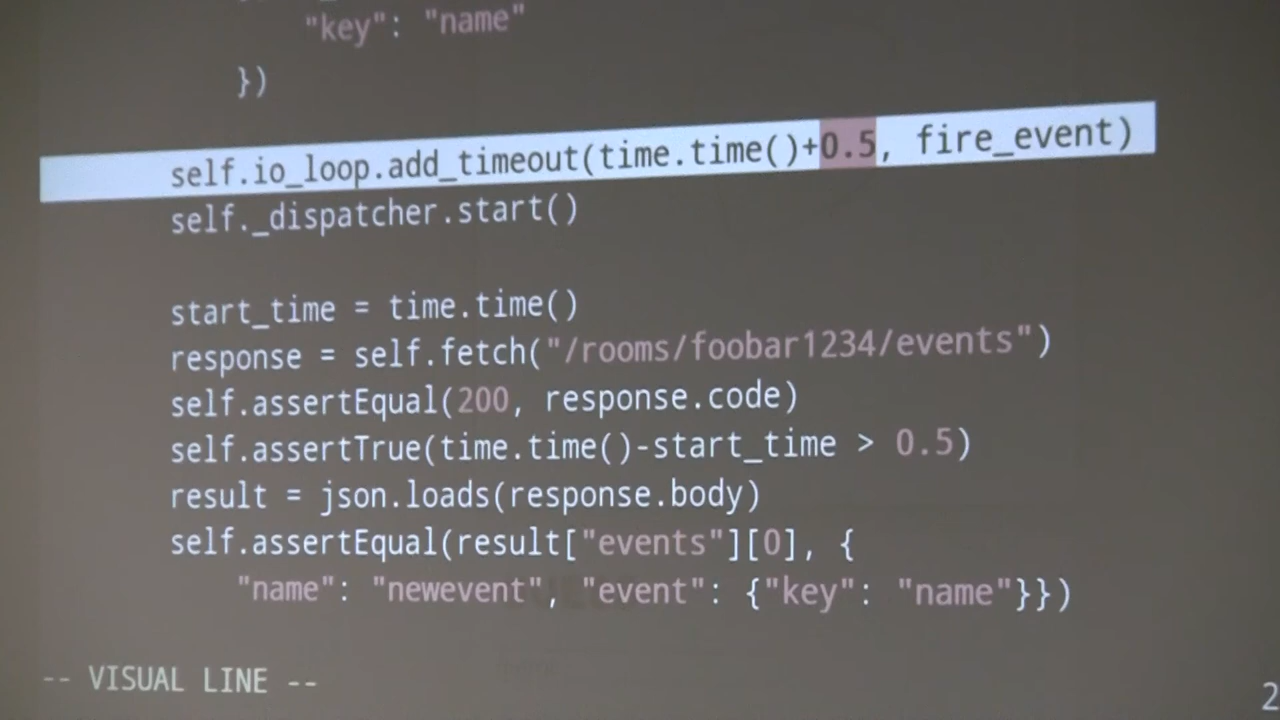 "key": "name"
})
self.io_loop.add_timeout(time.time()+0.5, fire_event)
self._dispatcher.start()
start_time = time.time()
response = self.fetch("/rooms/foobar1234/events")
self.assertEqual(200, response.code)
self.assertTrue(time.time()-start_time > 0.5)
result = json.loads(response.body)
self.assertEqual(result["events"][0], {
"name": "newevent", "event": {"key": "name"}})
-- VISUAL LINE --
2